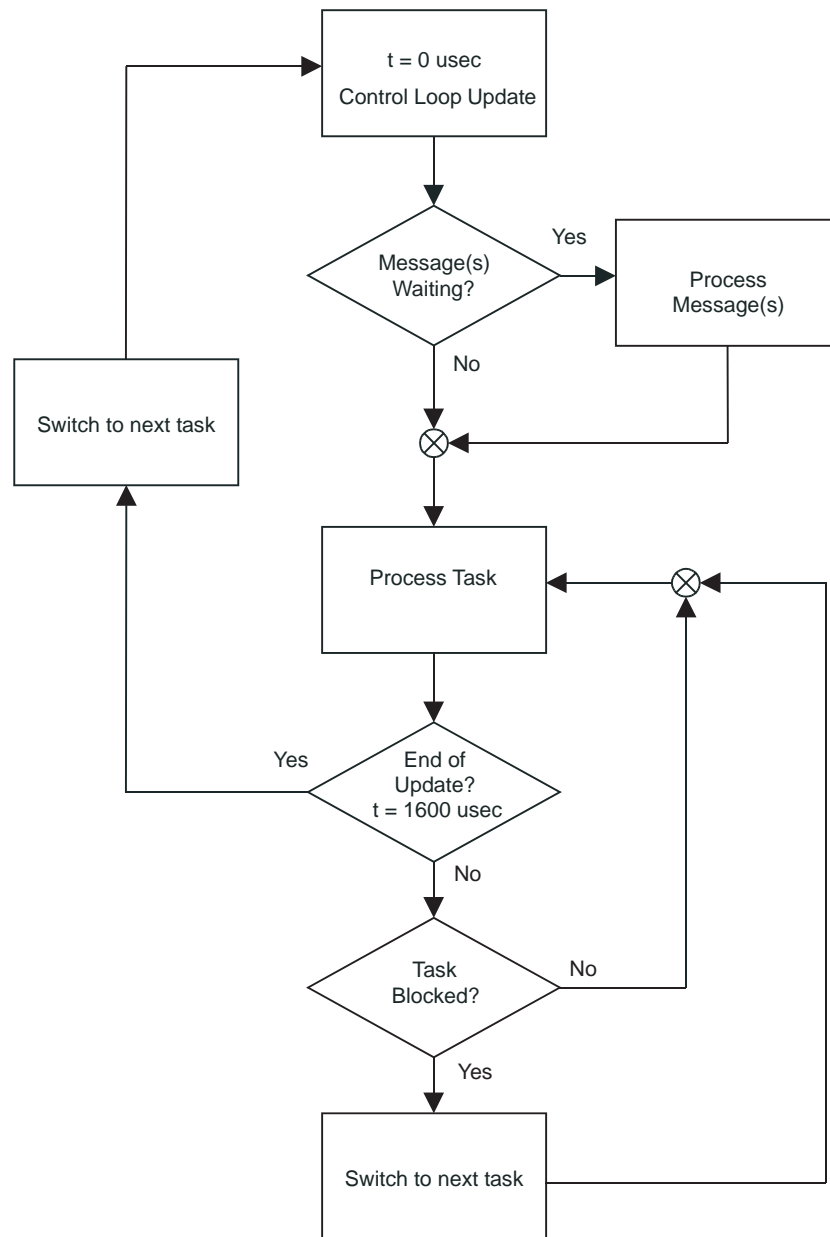 t = 0 usec
Control Loop Update
Message(s)
Waiting?
Yes
Process
Message(s)
No
Switch to next task
Process Task
Yes
End of
Update?
t = 1600 usec
No
Task
Blocked?
No
Yes
Switch to next task